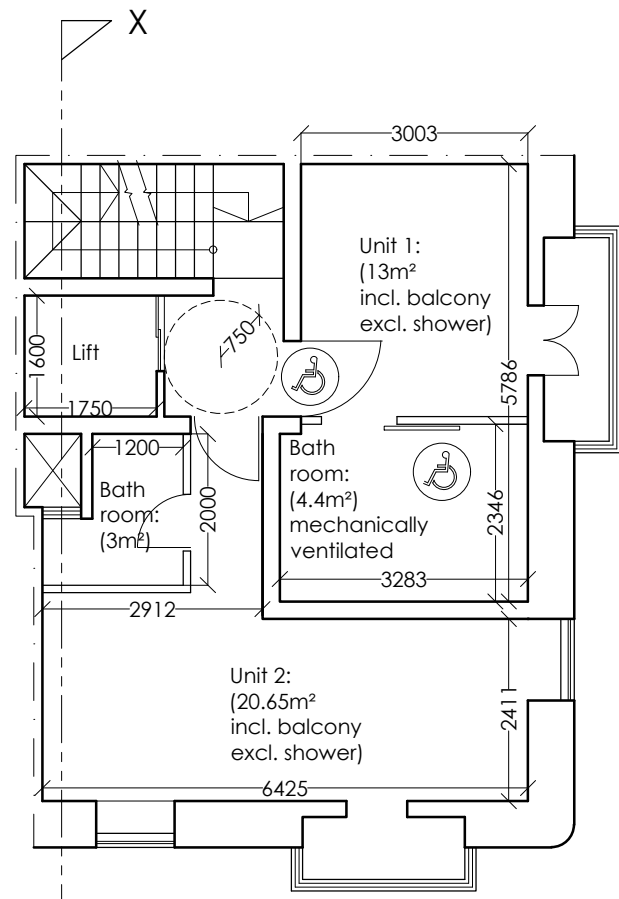 X
3003
Unit 1:
(13m²
incl. balcony
excl. shower)
750
1600
Lift
1750
5786
1200
Bath
room:
(3m²)
2000
Bath
room:
(4.4m²)
mechanically
ventilated
2346
3283
2912
Unit 2:
(20.65m²
incl. balcony
excl. shower)
2411
6425